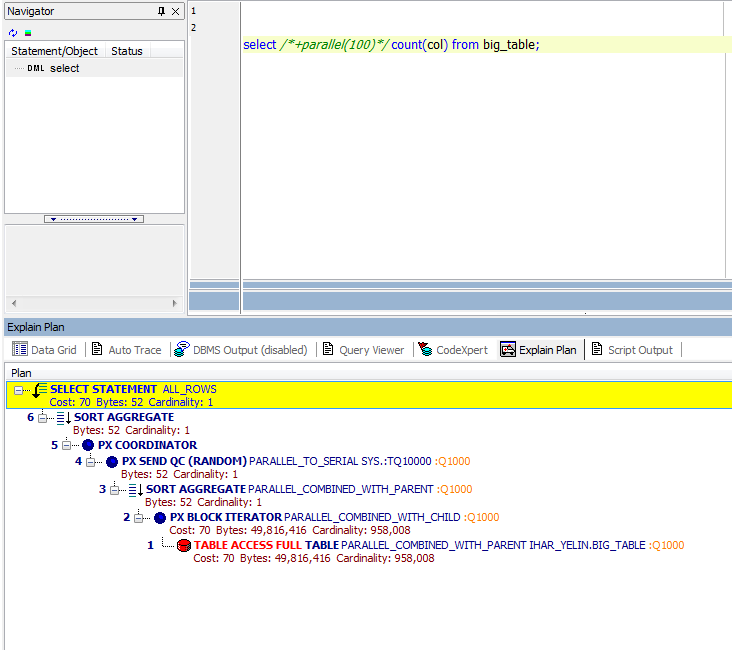 Navigator
Statement/Object Status
DML select
1
2
select /*+parallel(100)*/ count(col) from big_table;
Explain Plan
Data Grid Auto Trace DBMS Output (disabled) Query Viewer CodeXpert Explain Plan Script Output
Plan
SELECT STATEMENT ALL_ROWS
Cost: 70 Bytes: 52 Cardinality: 1
6 SORT AGGREGATE
Bytes: 52 Cardinality: 1
5 PX COORDINATOR
4 PX SEND QC (RANDOM) PARALLEL_TO_SERIAL SYS.:TQ10000 :Q1000
Bytes: 52 Cardinality: 1
3 SORT AGGREGATE PARALLEL_COMBINED_WITH_PARENT :Q1000
Bytes: 52 Cardinality: 1
2 PX BLOCK ITERATOR PARALLEL_COMBINED_WITH_CHILD :Q1000
Cost: 70 Bytes: 49,816,416 Cardinality: 958,008
1 TABLE ACCESS FULL TABLE PARALLEL_COMBINED_WITH_PARENT IHAR_YELIN.BIG_TABLE :Q1000
Cost: 70 Bytes: 49,816,416 Cardinality: 958,008